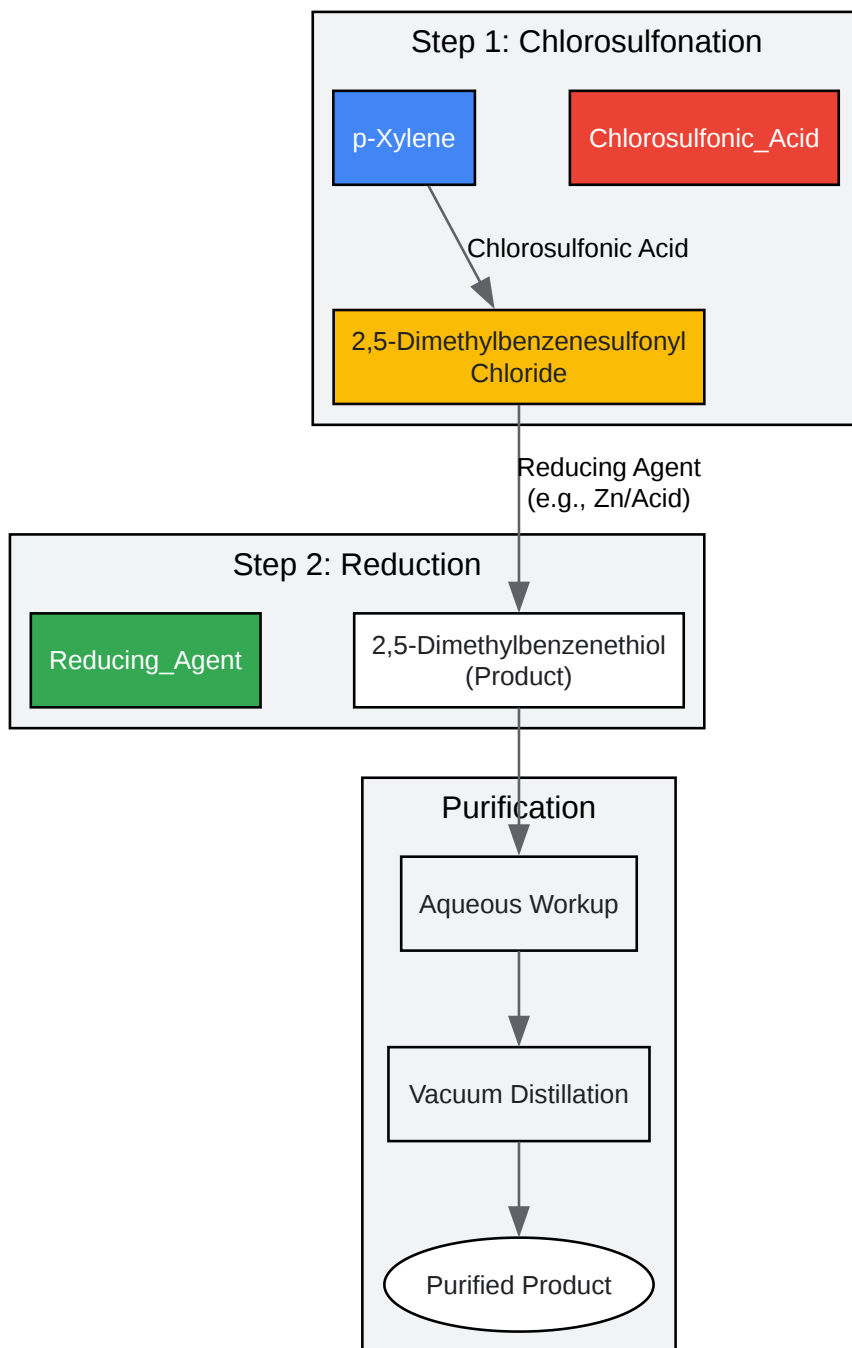 Step 1: Chlorosulfonation
p-Xylene
Chlorosulfonic_Acid
Chlorosulfonic Acid
2,5-Dimethylbenzenesulfonyl
Chloride
Reducing Agent
(e.g., Zn/Acid)
Step 2: Reduction
Reducing_Agent
2,5-Dimethylbenzenethiol
(Product)
Purification
Aqueous Workup
Vacuum Distillation
Purified Product